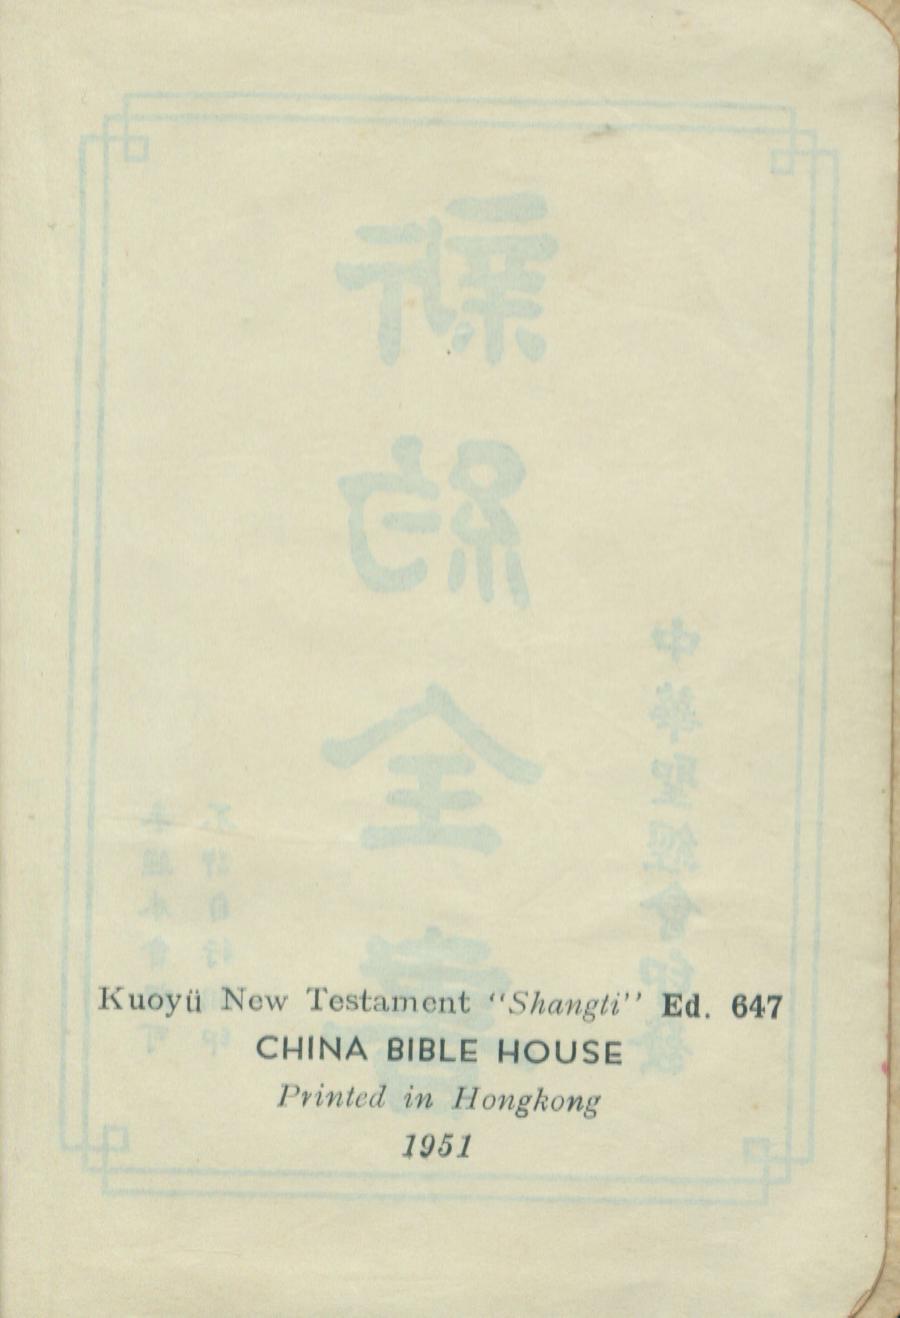 新約全書
中華聖經會印發
Kuoyü New Testament "Shangti" Ed. 647
CHINA BIBLE HOUSE
Printed in Hongkong
1951